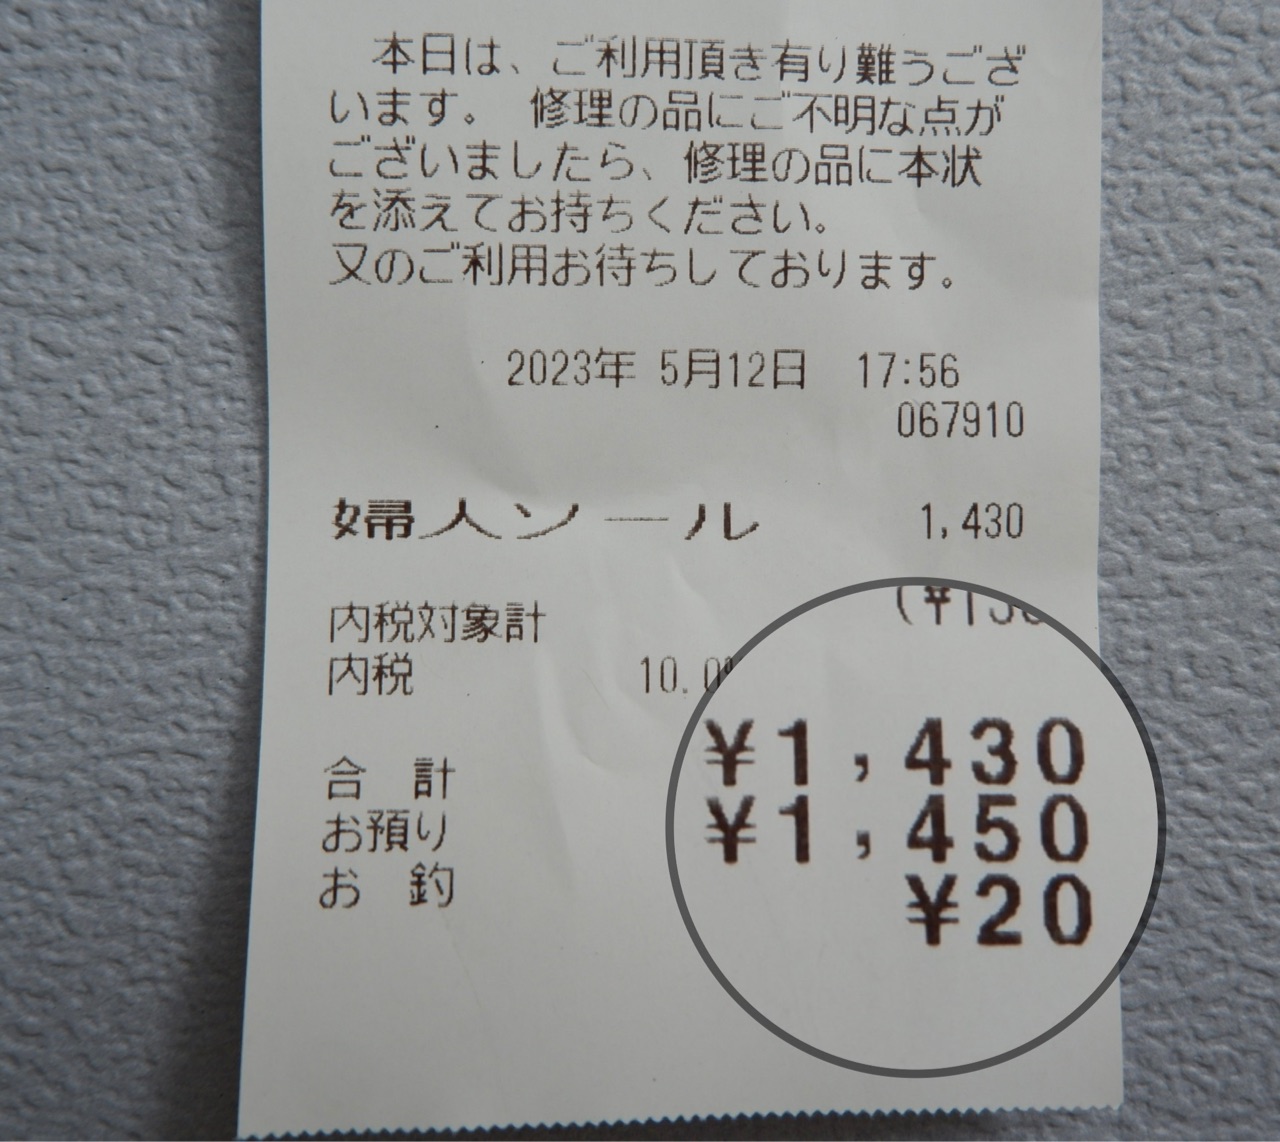 本日は、ご利用頂き有り難うござ
います。 修理の品にご不明な点が
ございましたら、修理の品に本状
を添えてお持ちください。
又のご利用お待ちしております。
2023年 5月12日 17:56
067910
婦人ソール 1,430
内税対象計
内税 10.0%
合 計 ¥1,430
お預り ¥1,450
お 釣 ¥20